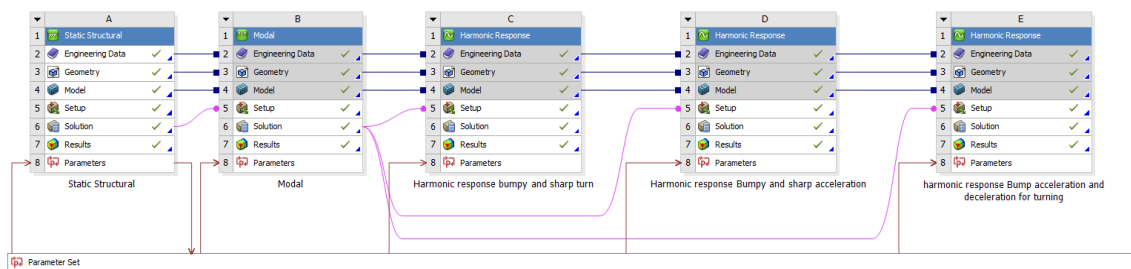 A
1 Static Structural
2 Engineering Data
3 Geometry
4 Model
5 Setup
6 Solution
7 Results
8 Parameters
Static Structural
B
1 Modal
2 Engineering Data
3 Geometry
4 Model
5 Setup
6 Solution
7 Results
8 Parameters
Modal
C
1 Harmonic Response
2 Engineering Data
3 Geometry
4 Model
5 Setup
6 Solution
7 Results
8 Parameters
Harmonic response bumpy and sharp turn
D
1 Harmonic Response
2 Engineering Data
3 Geometry
4 Model
5 Setup
6 Solution
7 Results
8 Parameters
Harmonic response Bumpy and sharp acceleration
E
1 Harmonic Response
2 Engineering Data
3 Geometry
4 Model
5 Setup
6 Solution
7 Results
8 Parameters
harmonic response Bump acceleration and
deceleration for turning
Parameter Set